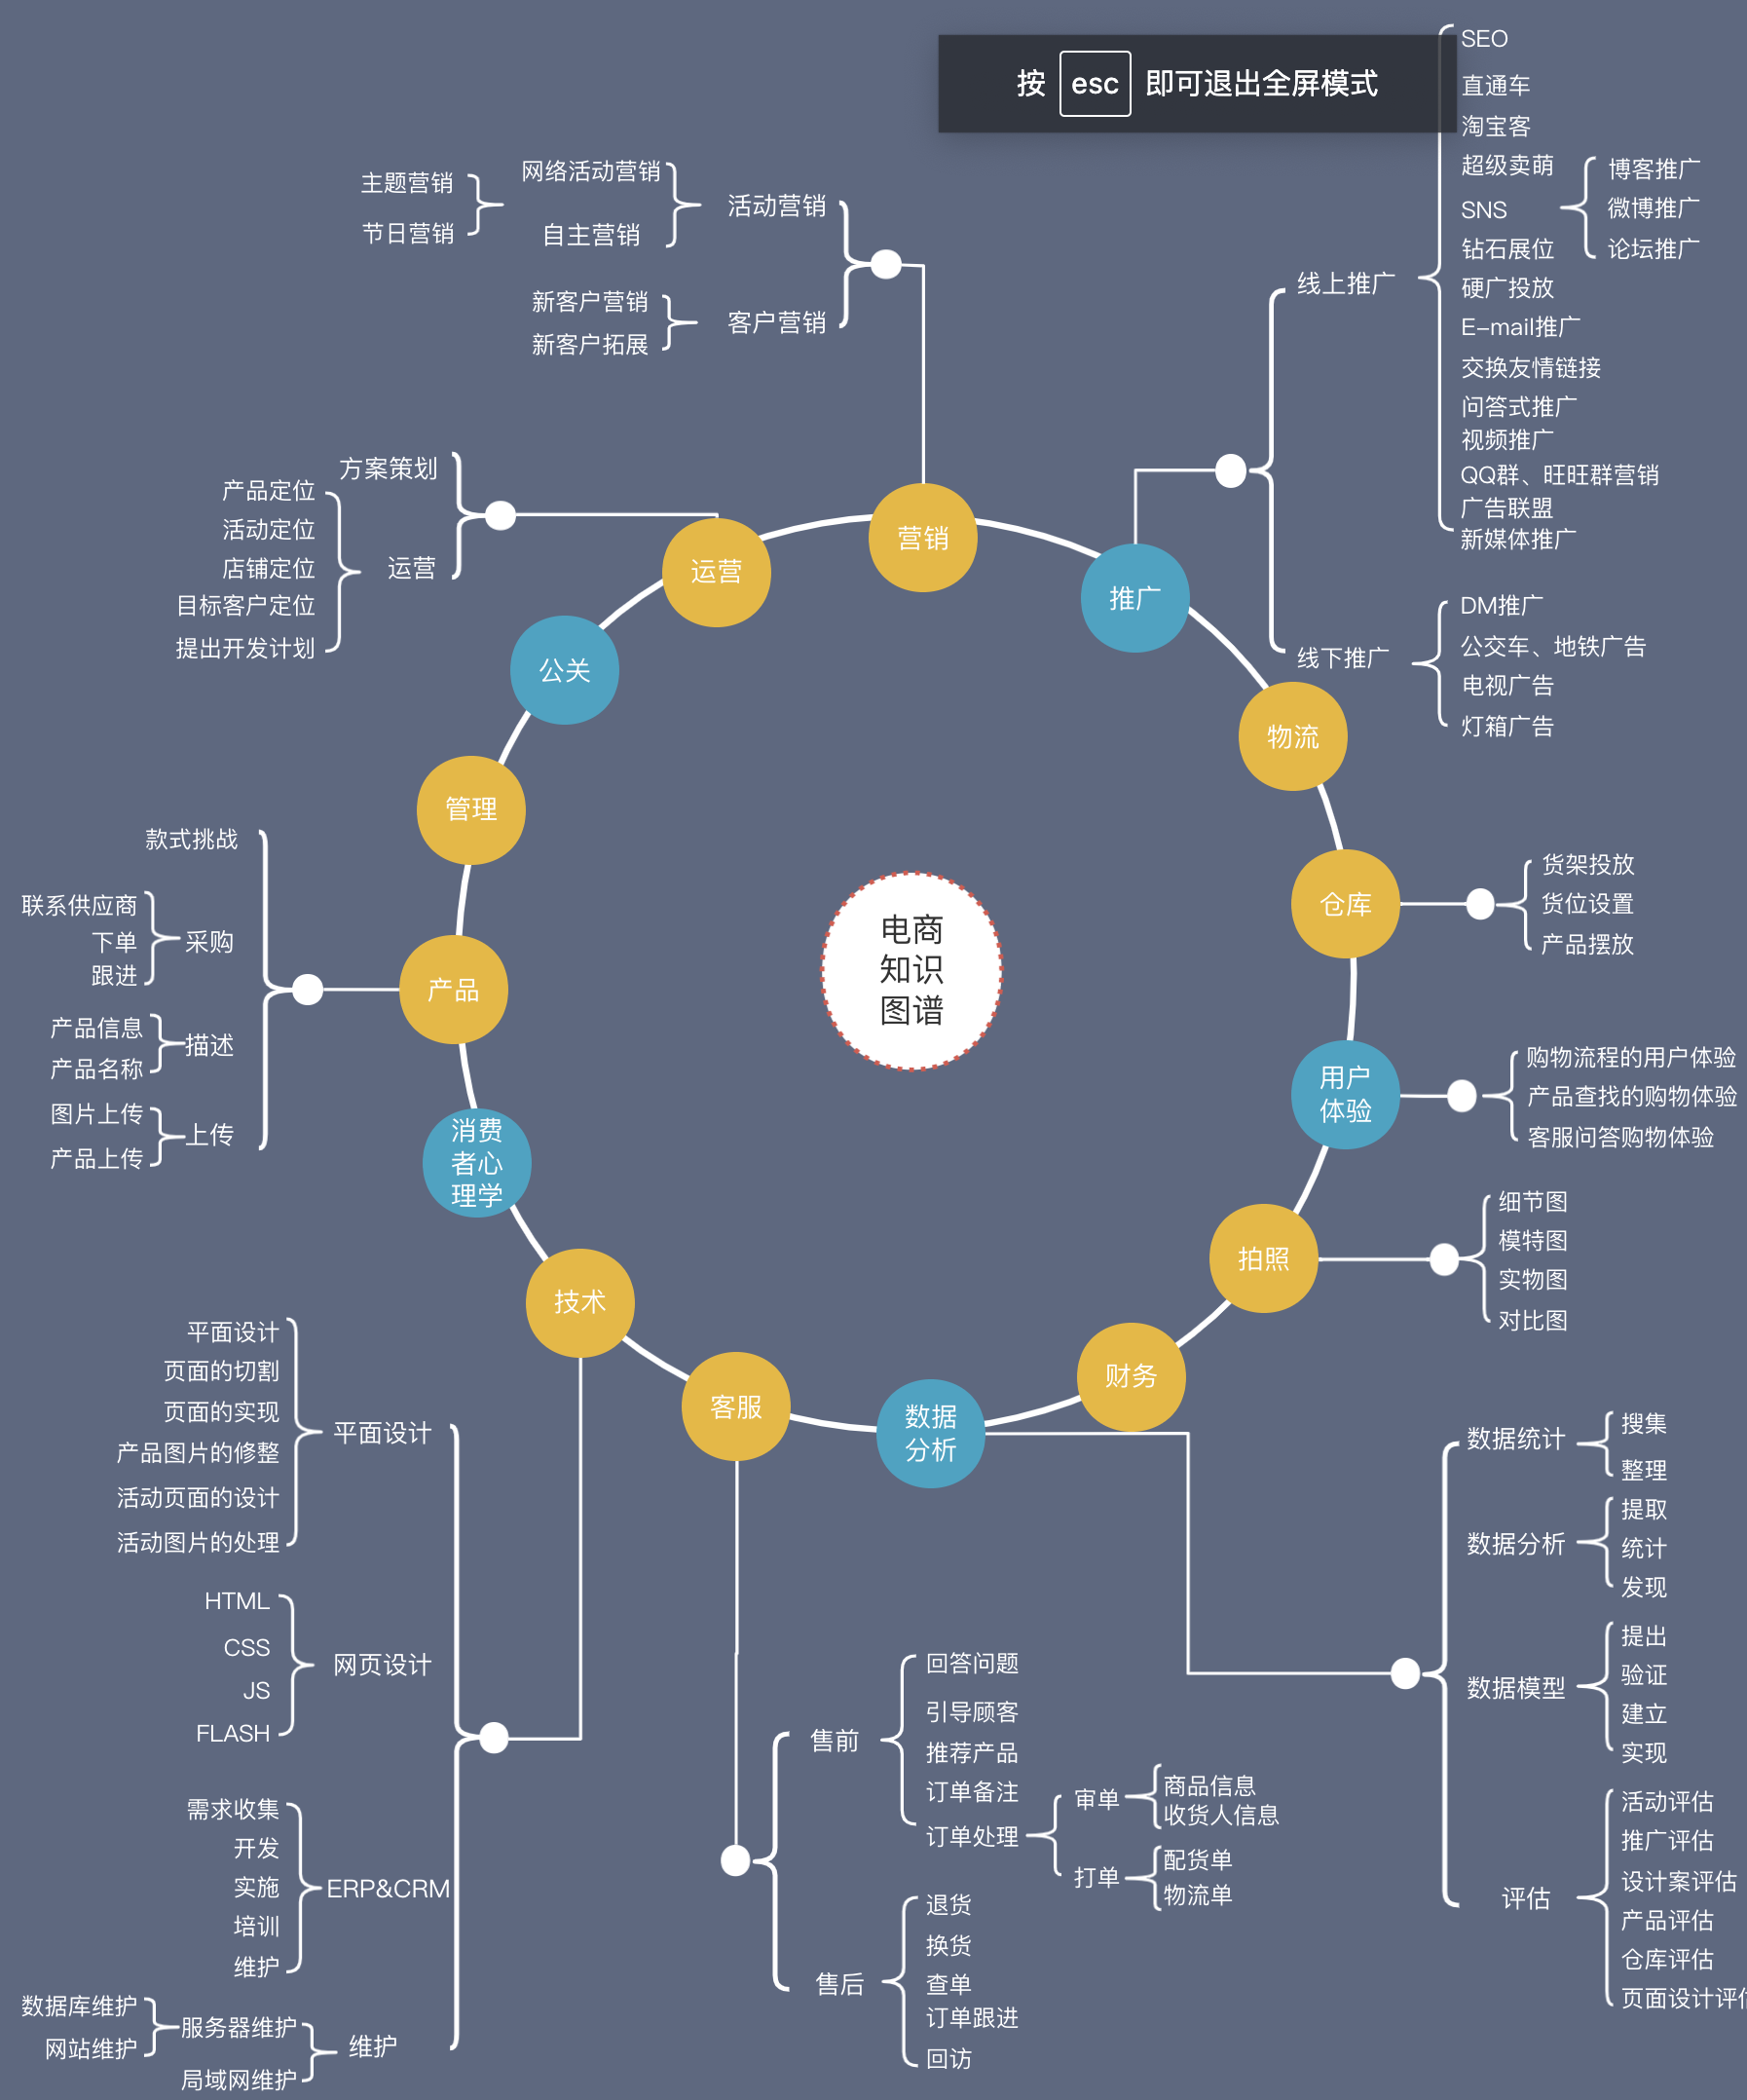 按 esc 即可退出全屏模式
SEO
直通车
淘宝客
超级卖萌
SNS
博客推广
微博推广
论坛推广
钻石展位
硬广投放
E-mail推广
交换友情链接
问答式推广
视频推广
QQ群、旺旺群营销
广告联盟
新媒体推广
线上推广
线下推广
DM推广
公交车、地铁广告
电视广告
灯箱广告
主题营销
节日营销
网络活动营销
自主营销
活动营销
新客户营销
新客户拓展
客户营销
方案策划
产品定位
活动定位
店铺定位
目标客户定位
提出开发计划
运营
营销
运营
推广
公关
物流
管理
仓库
货架投放
货位设置
产品摆放
款式挑战
联系供应商
下单
跟进
采购
产品信息
产品名称
描述
图片上传
产品上传
上传
产品
电商
知识
图谱
用户
体验
购物流程的用户体验
产品查找的购物体验
客服问答购物体验
消费
者心
理学
拍照
细节图
模特图
实物图
对比图
技术
财务
客服
数据
分析
平面设计
页面的切割
页面的实现
产品图片的修整
活动页面的设计
活动图片的处理
平面设计
HTML
CSS
JS
FLASH
网页设计
需求收集
开发
实施
培训
维护
ERP&CRM
数据库维护
网站维护
服务器维护
局域网维护
维护
售前
回答问题
引导顾客
推荐产品
订单备注
订单处理
审单
商品信息
收货人信息
打单
配货单
物流单
售后
退货
换货
查单
订单跟进
回访
数据统计
搜集
整理
数据分析
提取
统计
发现
数据模型
提出
验证
建立
实现
评估
活动评估
推广评估
设计案评估
产品评估
仓库评估
页面设计评估